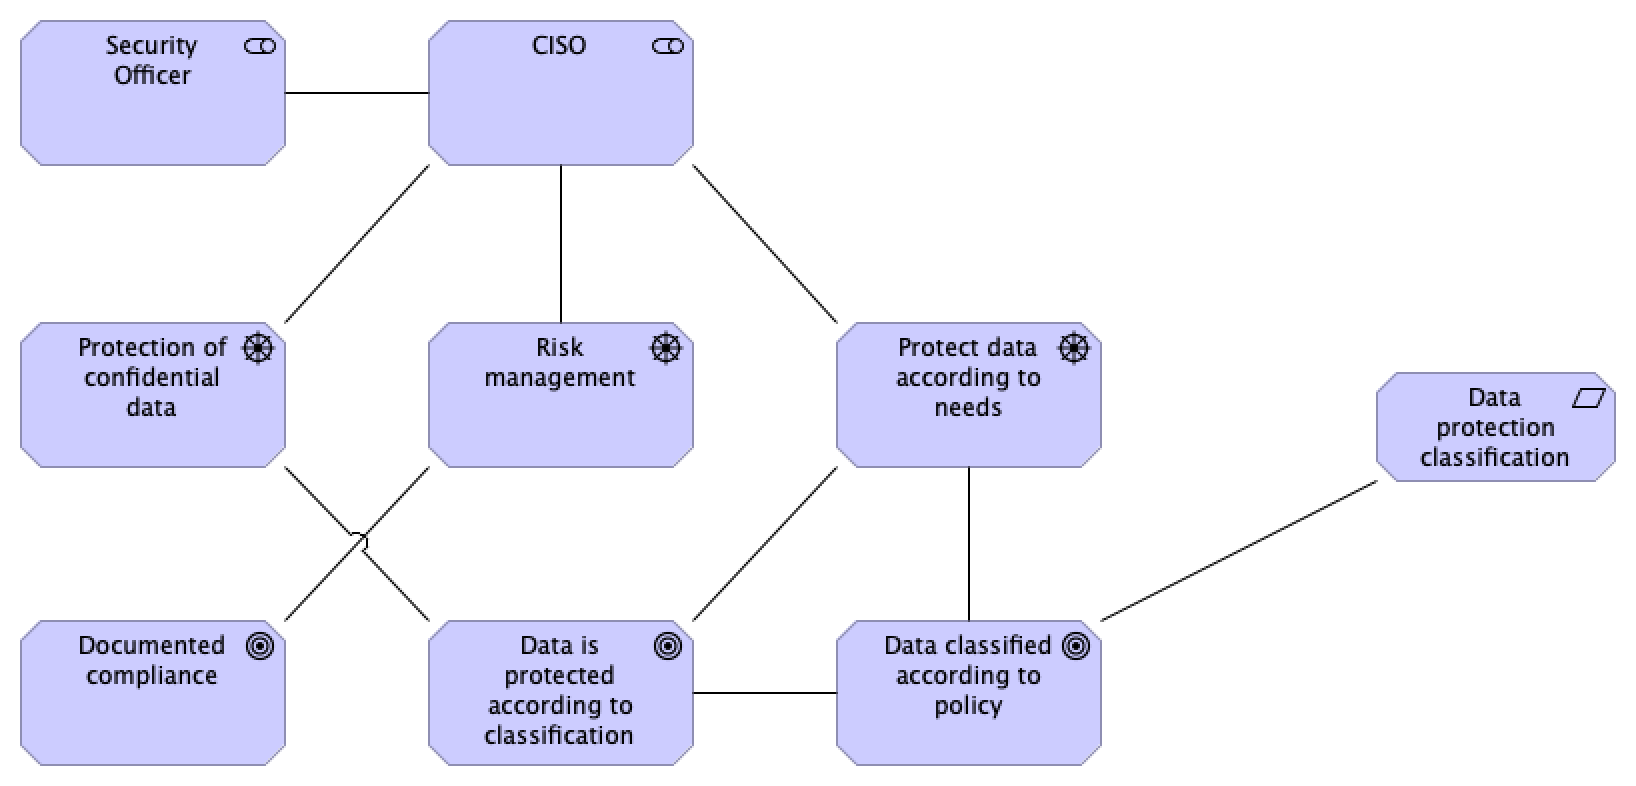 Security
Officer
CISO
Protection of
confidential
data
Risk
management
Protect data
according to
needs
Data
protection
classification
Documented
compliance
Data is
protected
according to
classification
Data classified
according to
policy